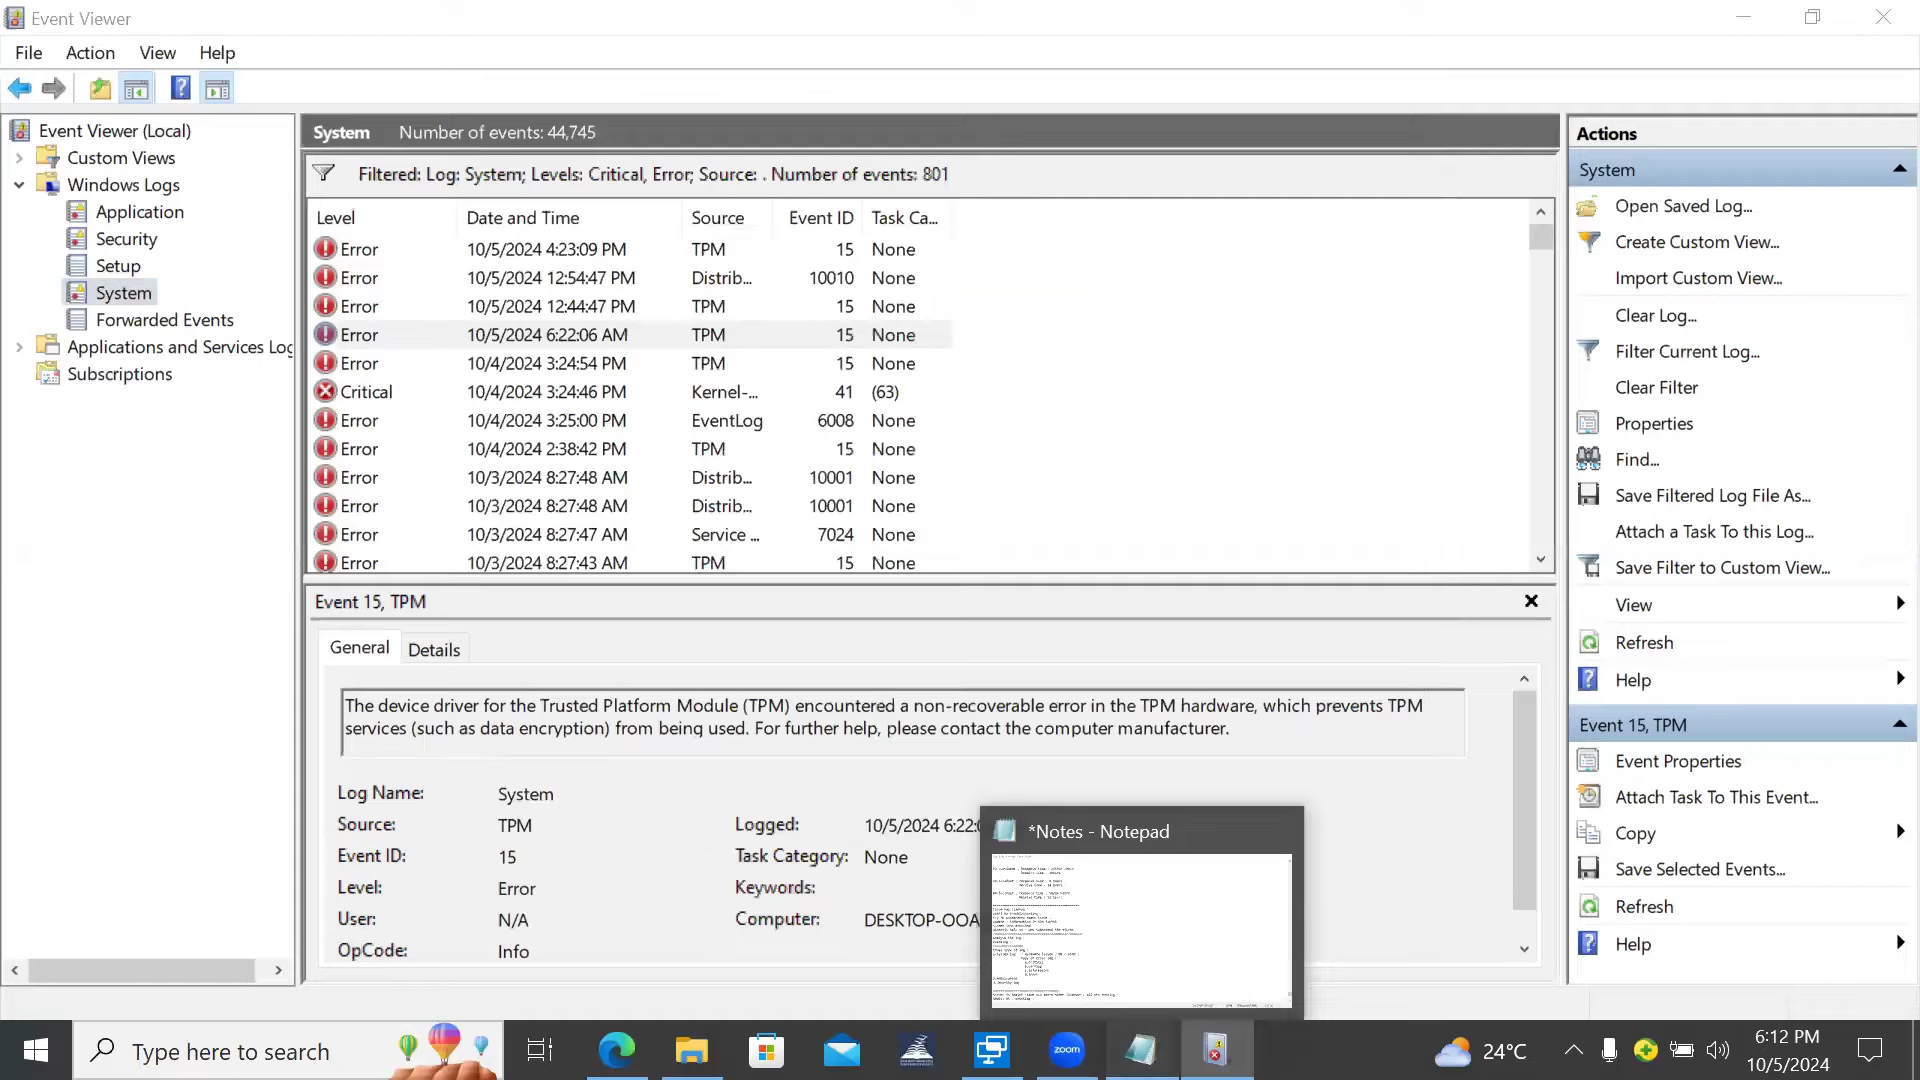 Event Viewer
File Action View Help
Event Viewer (Local)
Custom Views
Windows Logs
Application
Security
Setup
System
Forwarded Events
Applications and Services Log
Subscriptions
System Number of events: 44,745
Filtered: Log: System; Levels: Critical, Error; Source: . Number of events: 801
Level Date and Time Source Event ID Task Ca...
Error 10/5/2024 4:23:09 PM TPM 15 None
Error 10/5/2024 12:54:47 PM Distrib... 10010 None
Error 10/5/2024 12:44:47 PM TPM 15 None
Error 10/5/2024 6:22:06 AM TPM 15 None
Error 10/4/2024 3:24:54 PM TPM 15 None
Critical 10/4/2024 3:24:46 PM Kernel-... 41 (63)
Error 10/4/2024 3:25:00 PM EventLog 6008 None
Error 10/4/2024 2:38:42 PM TPM 15 None
Error 10/3/2024 8:27:48 AM Distrib... 10001 None
Error 10/3/2024 8:27:48 AM Distrib... 10001 None
Error 10/3/2024 8:27:47 AM Service ... 7024 None
Error 10/3/2024 8:27:43 AM TPM 15 None
Event 15, TPM
General Details
The device driver for the Trusted Platform Module (TPM) encountered a non-recoverable error in the TPM hardware, which prevents TPM
services (such as data encryption) from being used. For further help, please contact the computer manufacturer.
Log Name: System
Source: TPM Logged: 10/5/2024 6:22:0
Event ID: 15 Task Category: None
Level: Error Keywords:
User: N/A Computer: DESKTOP-OOA
OpCode: Info
*Notes - Notepad
Actions
System
Open Saved Log...
Create Custom View...
Import Custom View...
Clear Log...
Filter Current Log...
Clear Filter
Properties
Find...
Save Filtered Log File As...
Attach a Task To this Log...
Save Filter to Custom View...
View
Refresh
Help
Event 15, TPM
Event Properties
Attach Task To This Event...
Copy
Save Selected Events...
Refresh
Help
Type here to search
zoom
24°C
6:12 PM
10/5/2024